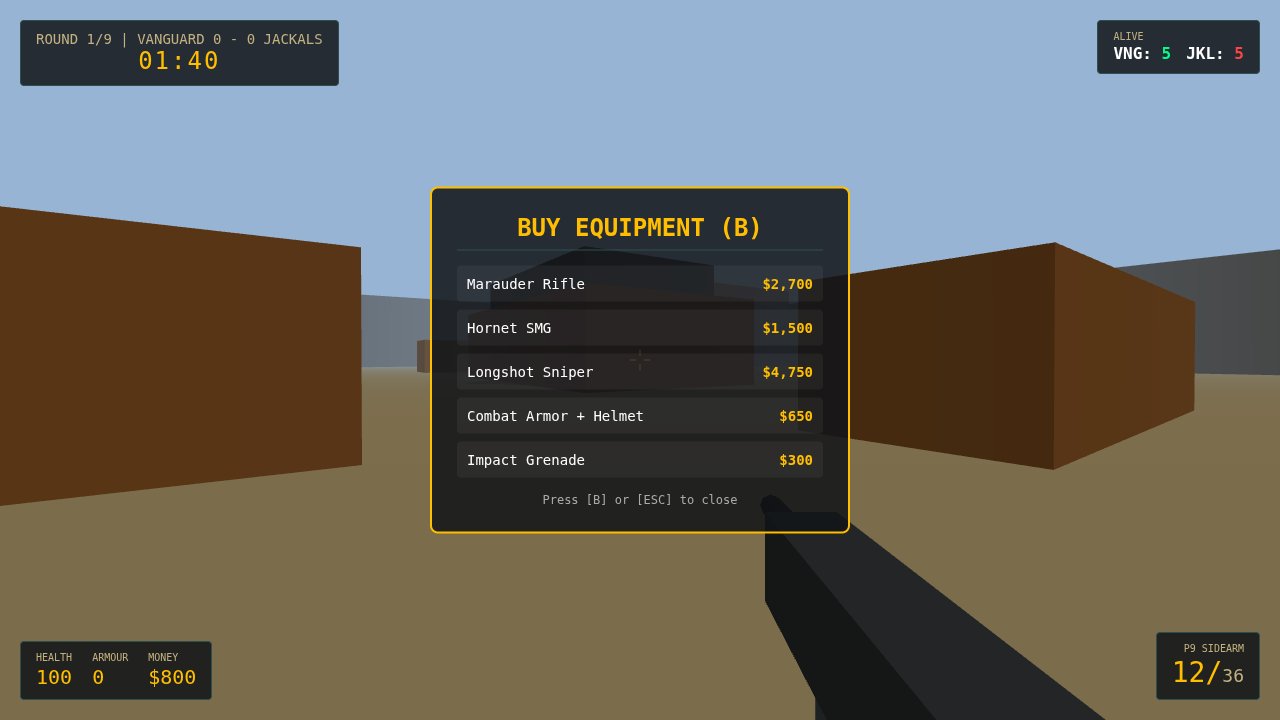 ROUND 1/9 | VANGUARD 0 - 0 JACKALS
01:40
ALIVE
VNG: 5 JKL: 5
BUY EQUIPMENT (B)
Marauder Rifle $2,700
Hornet SMG $1,500
Longshot Sniper $4,750
Combat Armor + Helmet $650
Impact Grenade $300
Press [B] or [ESC] to close
HEALTH ARMOUR MONEY
100 0 $800
P9 SIDEARM
12/36